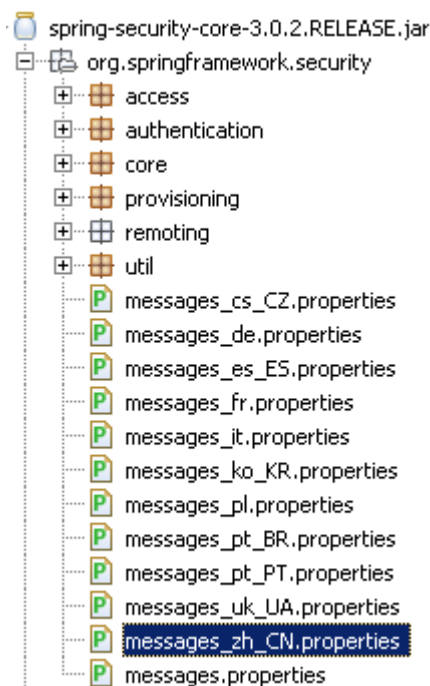 spring-security-core-3.0.2.RELEASE.jar
org.springframework.security
access
authentication
core
provisioning
remoting
util
messages_cs_CZ.properties
messages_de.properties
messages_es_ES.properties
messages_fr.properties
messages_it.properties
messages_ko_KR.properties
messages_pl.properties
messages_pt_BR.properties
messages_pt_PT.properties
messages_uk_UA.properties
messages_zh_CN.properties
messages.properties